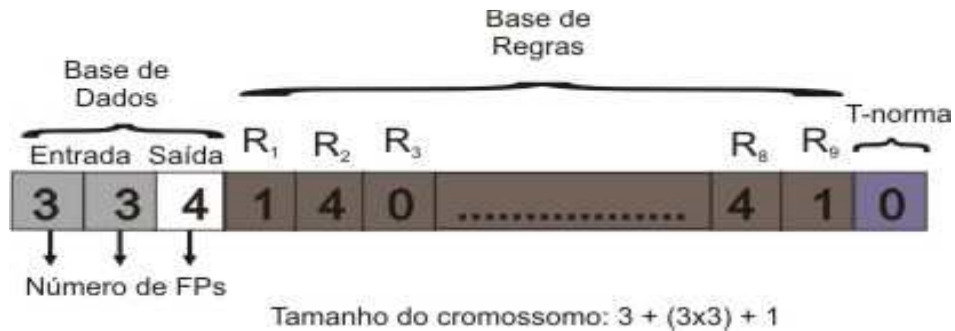 Base de
Regras
Base de
Dados
T-norma
Entrada Saída R₁ R₂ R₃ R₈ R₉
3 3 4 1 4 0 ................. 4 1 0
Número de FPs
Tamanho do cromossomo: 3 + (3x3) + 1